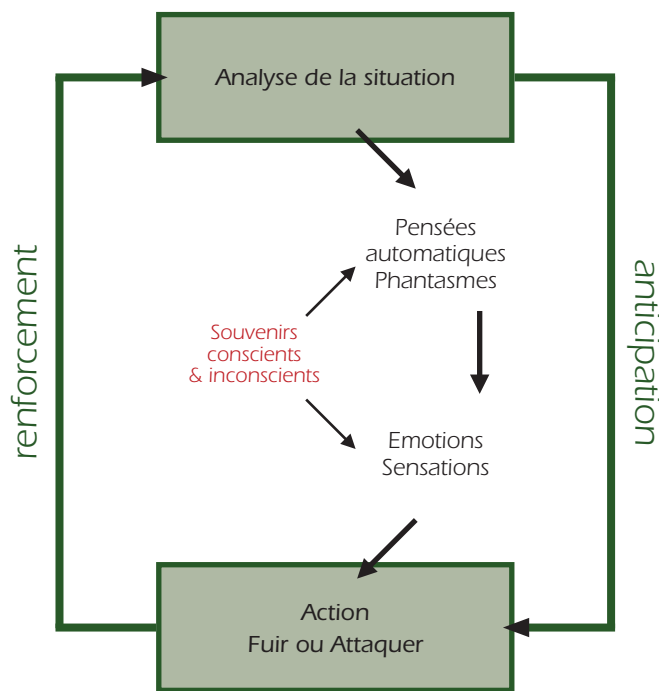 Analyse de la situation
Pensées
automatiques
Phantasmes
renforcement
anticipation
Souvenirs
conscients
& inconscients
Emotions
Sensations
Action
Fuir ou Attaquer